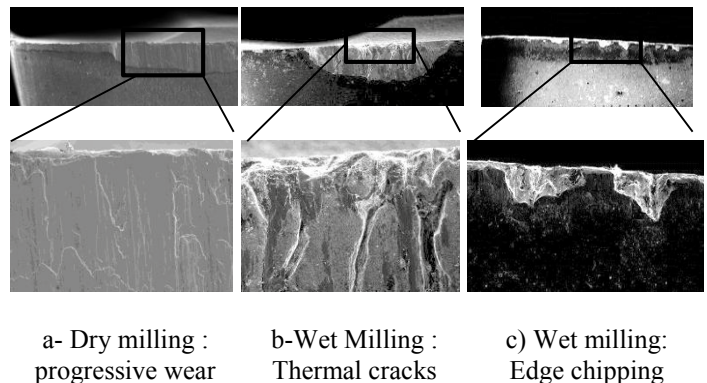 a- Dry milling :
progressive wear
b-Wet Milling :
Thermal cracks
c) Wet milling:
Edge chipping